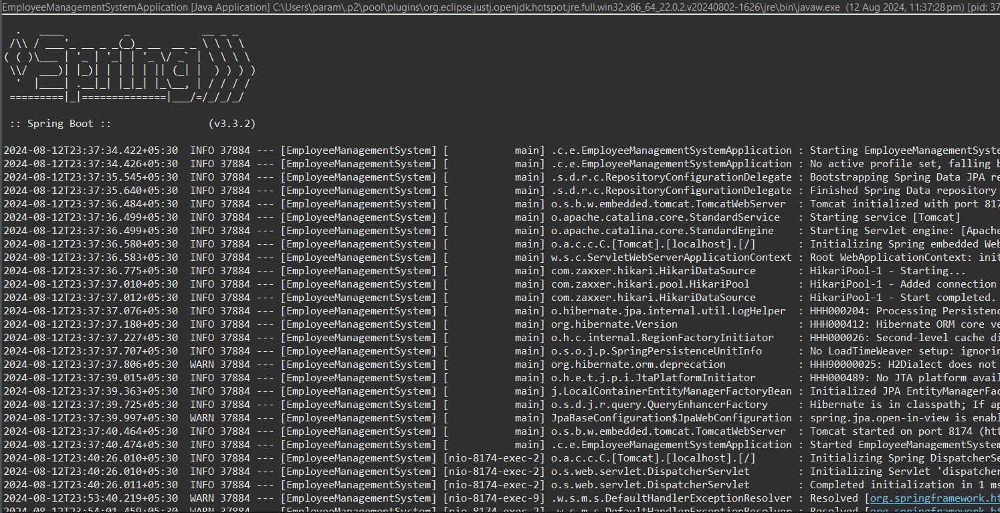 EmployeeManagementSystemApplication [Java Application] C:\Users\param\.p2\pool\plugins\org.eclipse.justj.openjdk.hotspot.jre.full.win32.x86_64_22.0.2.v20240802-1626\jre\bin\javaw.exe (12 Aug 2024, 11:37:28 pm) [pid: 37
Spring
:: Spring Boot :: (v3.3.2)
2024-08-12T23:37:34.422+05:30 INFO 37884 --- [EmployeeManagementSystem] [ main] .c.e.EmployeeManagementSystemApplication : Starting EmployeeManagementSyste
2024-08-12T23:37:34.426+05:30 INFO 37884 --- [EmployeeManagementSystem] [ main] .c.e.EmployeeManagementSystemApplication : No active profile set, falling b
2024-08-12T23:37:35.545+05:30 INFO 37884 --- [EmployeeManagementSystem] [ main] .s.d.r.c.RepositoryConfigurationDelegate : Bootstrapping Spring Data JPA re
2024-08-12T23:37:35.640+05:30 INFO 37884 --- [EmployeeManagementSystem] [ main] .s.d.r.c.RepositoryConfigurationDelegate : Finished Spring Data repository
2024-08-12T23:37:36.484+05:30 INFO 37884 --- [EmployeeManagementSystem] [ main] o.s.b.w.embedded.tomcat.TomcatWebServer : Tomcat initialized with port 817
2024-08-12T23:37:36.499+05:30 INFO 37884 --- [EmployeeManagementSystem] [ main] o.apache.catalina.core.StandardService : Starting service [Tomcat]
2024-08-12T23:37:36.499+05:30 INFO 37884 --- [EmployeeManagementSystem] [ main] o.apache.catalina.core.StandardEngine : Starting Servlet engine: [Apache
2024-08-12T23:37:36.580+05:30 INFO 37884 --- [EmployeeManagementSystem] [ main] o.a.c.c.C.[Tomcat].[localhost].[/] : Initializing Spring embedded Web
2024-08-12T23:37:36.583+05:30 INFO 37884 --- [EmployeeManagementSystem] [ main] w.s.c.ServletWebServerApplicationContext : Root WebApplicationContext: init
2024-08-12T23:37:36.775+05:30 INFO 37884 --- [EmployeeManagementSystem] [ main] com.zaxxer.hikari.HikariDataSource : HikariPool-1 - Starting...
2024-08-12T23:37:37.010+05:30 INFO 37884 --- [EmployeeManagementSystem] [ main] com.zaxxer.hikari.pool.HikariPool : HikariPool-1 - Added connection
2024-08-12T23:37:37.012+05:30 INFO 37884 --- [EmployeeManagementSystem] [ main] com.zaxxer.hikari.HikariDataSource : HikariPool-1 - Start completed.
2024-08-12T23:37:37.076+05:30 INFO 37884 --- [EmployeeManagementSystem] [ main] o.hibernate.jpa.internal.util.LogHelper : HHH000204: Processing Persistenc
2024-08-12T23:37:37.180+05:30 INFO 37884 --- [EmployeeManagementSystem] [ main] org.hibernate.Version : HHH000412: Hibernate ORM core ve
2024-08-12T23:37:37.227+05:30 INFO 37884 --- [EmployeeManagementSystem] [ main] o.h.c.internal.RegionFactoryInitiator : HHH000026: Second-level cache di
2024-08-12T23:37:37.707+05:30 INFO 37884 --- [EmployeeManagementSystem] [ main] o.s.o.j.p.SpringPersistenceUnitInfo : No LoadTimeWeaver setup: ignorin
2024-08-12T23:37:37.806+05:30 WARN 37884 --- [EmployeeManagementSystem] [ main] org.hibernate.orm.deprecation : HHH90000025: H2Dialect does not
2024-08-12T23:37:39.015+05:30 INFO 37884 --- [EmployeeManagementSystem] [ main] o.h.e.t.j.p.i.JtaPlatformInitiator : HHH000489: No JTA platform avail
2024-08-12T23:37:39.363+05:30 INFO 37884 --- [EmployeeManagementSystem] [ main] j.LocalContainerEntityManagerFactoryBean : Initialized JPA EntityManagerFac
2024-08-12T23:37:39.725+05:30 INFO 37884 --- [EmployeeManagementSystem] [ main] o.s.d.j.r.query.QueryEnhancerFactory : Hibernate is in classpath; If ap
2024-08-12T23:37:39.997+05:30 WARN 37884 --- [EmployeeManagementSystem] [ main] JpaBaseConfiguration$JpaWebConfiguration : spring.jpa.open-in-view is enabl
2024-08-12T23:37:40.464+05:30 INFO 37884 --- [EmployeeManagementSystem] [ main] o.s.b.w.embedded.tomcat.TomcatWebServer : Tomcat started on port 8174 (htt
2024-08-12T23:37:40.474+05:30 INFO 37884 --- [EmployeeManagementSystem] [ main] .c.e.EmployeeManagementSystemApplication : Started EmployeeManagementSystem
2024-08-12T23:40:26.010+05:30 INFO 37884 --- [EmployeeManagementSystem] [nio-8174-exec-2] o.a.c.c.C.[Tomcat].[localhost].[/] : Initializing Spring DispatcherSe
2024-08-12T23:40:26.010+05:30 INFO 37884 --- [EmployeeManagementSystem] [nio-8174-exec-2] o.s.web.servlet.DispatcherServlet : Initializing Servlet 'dispatcher
2024-08-12T23:40:26.011+05:30 INFO 37884 --- [EmployeeManagementSystem] [nio-8174-exec-2] o.s.web.servlet.DispatcherServlet : Completed initialization in 1 ms
2024-08-12T23:53:40.219+05:30 WARN 37884 --- [EmployeeManagementSystem] [nio-8174-exec-9] .w.s.m.s.DefaultHandlerExceptionResolver : Resolved [org.springframework.ht
2024-08-12T23:54:01.459+05:30 WARN 37884 --- [EmployeeManagementSystem] .w.s.m.s.DefaultHandlerExceptionResolver : Resolved [org.springframework.ht